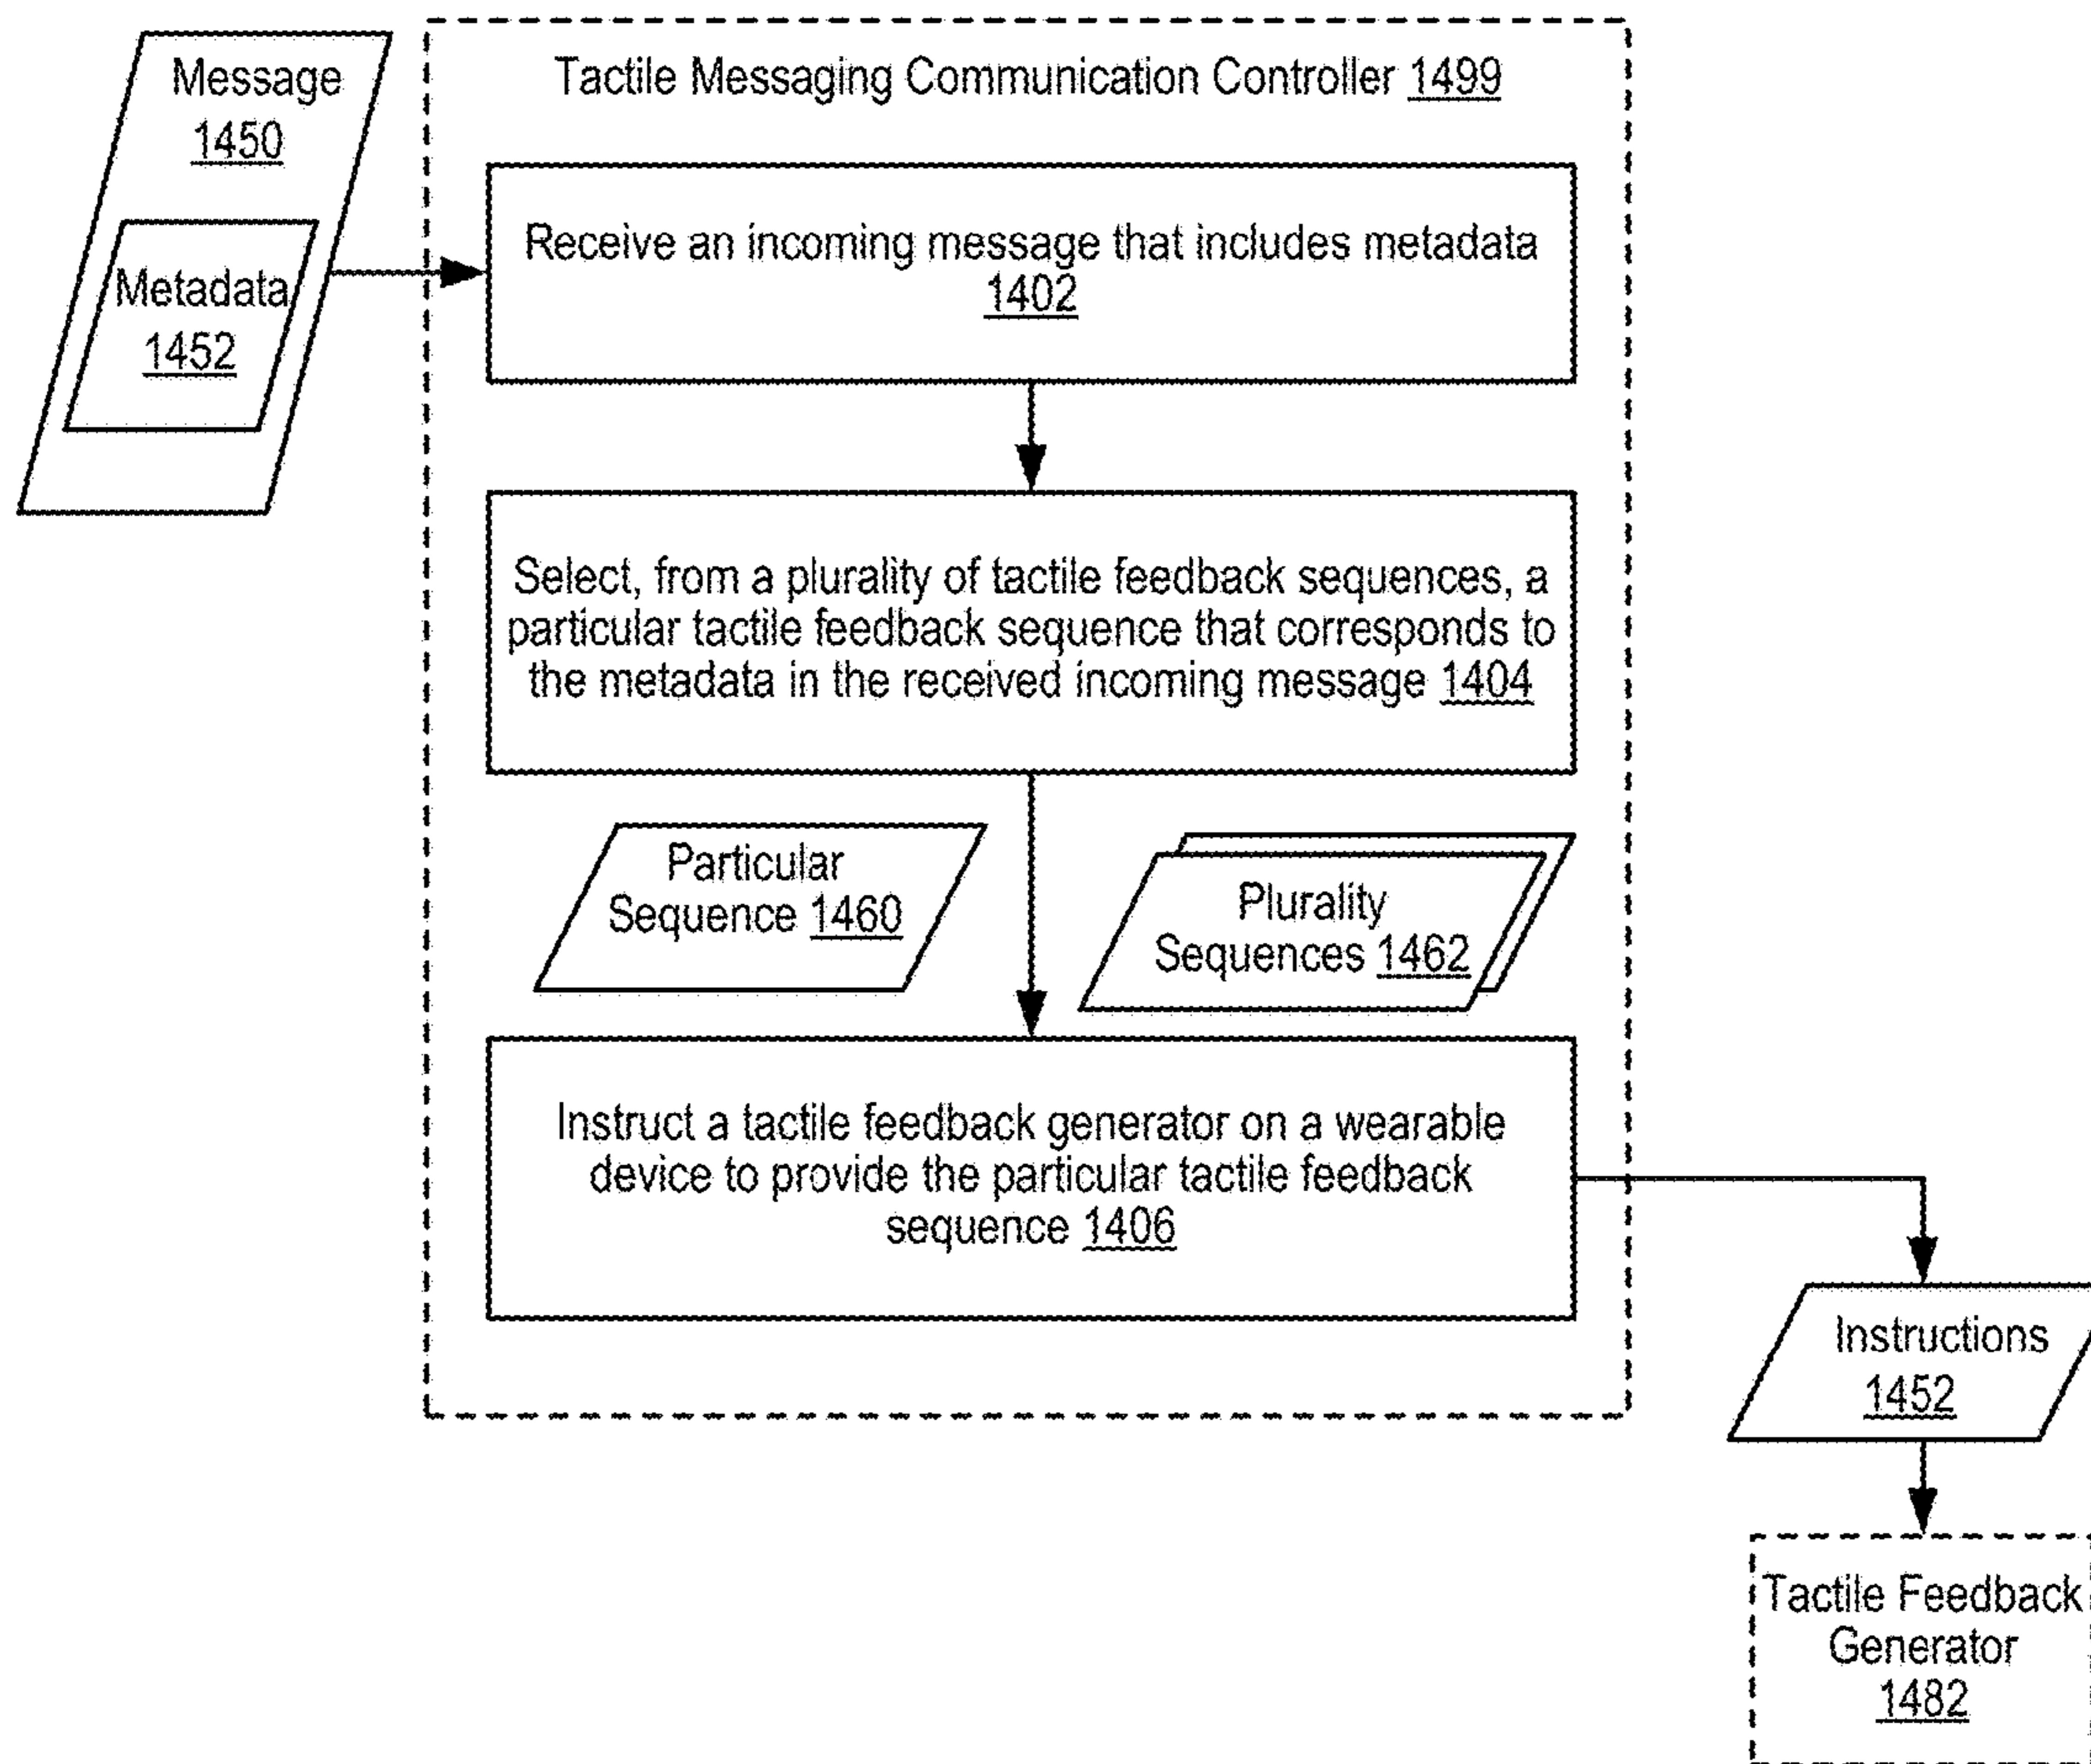 Message
1450
Metadata
1452
Tactile Messaging Communication Controller 1499
Receive an incoming message that includes metadata
1402
Select, from a plurality of tactile feedback sequences, a
particular tactile feedback sequence that corresponds to
the metadata in the received incoming message 1404
Particular
Sequence 1460
Plurality
Sequences 1462
Instruct a tactile feedback generator on a wearable
device to provide the particular tactile feedback
sequence 1406
Instructions
1452
Tactile Feedback
Generator
1482